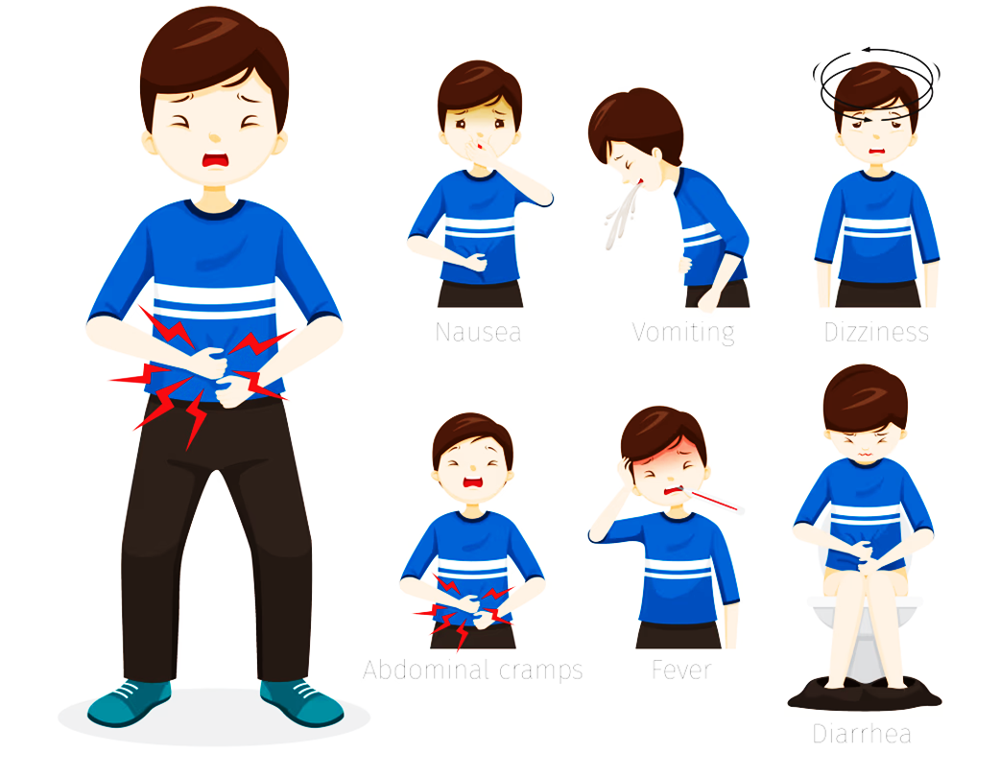 Nausea
Vomiting
Dizziness
Abdominal cramps
Fever
Diarrhea